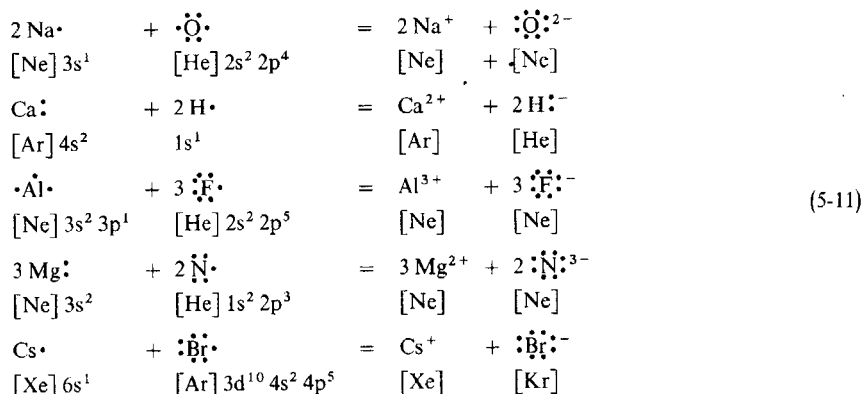 2 Na· + ·Ö̤· = 2 Na⁺ + :Ö̤:²⁻
[Ne] 3s¹ [He] 2s² 2p⁴ [Ne] + [Ne]
Ca: + 2 H· = Ca²⁺ + 2 H:⁻
[Ar] 4s² 1s¹ [Ar] [He]
·Ȧl· + 3 :F̤̈· = Al³⁺ + 3 :F̤̈:⁻
[Ne] 3s² 3p¹ [He] 2s² 2p⁵ [Ne] [Ne] (5-11)
3 Mg: + 2 N̤̈· = 3 Mg²⁺ + 2 :N̤̈:³⁻
[Ne] 3s² [He] 1s² 2p³ [Ne] [Ne]
Cs· + :B̤̈r· = Cs⁺ + :B̤̈r:⁻
[Xe] 6s¹ [Ar] 3d¹⁰ 4s² 4p⁵ [Xe] [Kr]